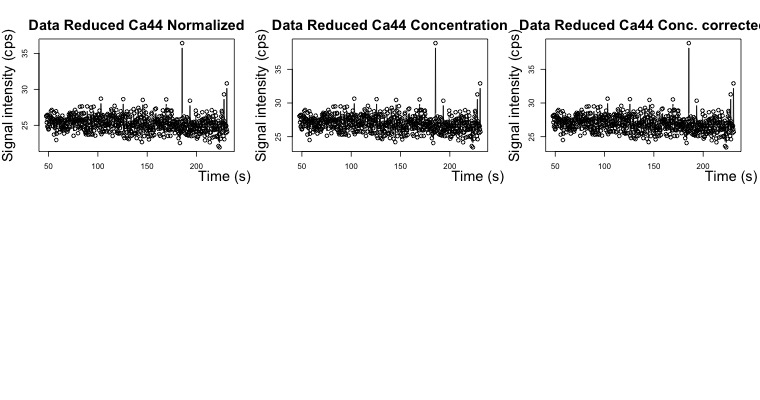 Data Reduced Ca44 Normalized
Signal intensity (cps)
35
30
25
50
100
150
200
Time (s)
Data Reduced Ca44 Concentration
Signal intensity (cps)
35
30
25
50
100
150
200
Time (s)
Data Reduced Ca44 Conc. corrected
Signal intensity (cps)
35
30
25
50
100
150
200
Time (s)